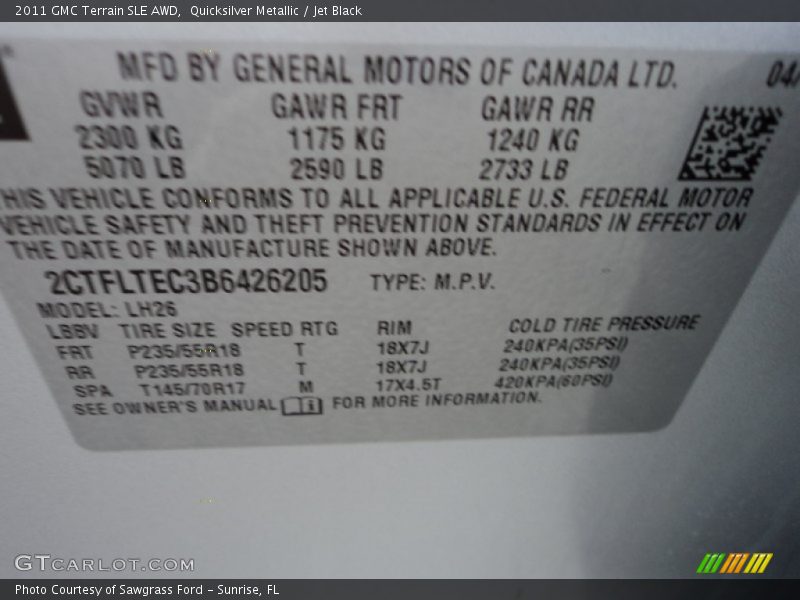 2011 GMC Terrain SLE AWD,  Quicksilver Metallic / Jet Black
MFD BY GENERAL MOTORS OF CANADA LTD. 04/
GVWR GAWR FRT GAWR RR
2300 KG 1175 KG 1240 KG
5070 LB 2590 LB 2733 LB
HIS VEHICLE CONFORMS TO ALL APPLICABLE U.S. FEDERAL MOTOR
VEHICLE SAFETY AND THEFT PREVENTION STANDARDS IN EFFECT ON
THE DATE OF MANUFACTURE SHOWN ABOVE.
2CTFLTEC3B6426205 TYPE: M.P.V.
MODEL: LH26
LBBV TIRE SIZE SPEED RTG RIM COLD TIRE PRESSURE
FRT P235/55R18 T 18X7J 240KPA(35PSI)
RR P235/55R18 T 18X7J 240KPA(35PSI)
SPA T145/70R17 M 17X4.5T 420KPA(60PSI)
SEE OWNER'S MANUAL i FOR MORE INFORMATION.
GTCARLOT.COM
Photo Courtesy of Sawgrass Ford - Sunrise, FL